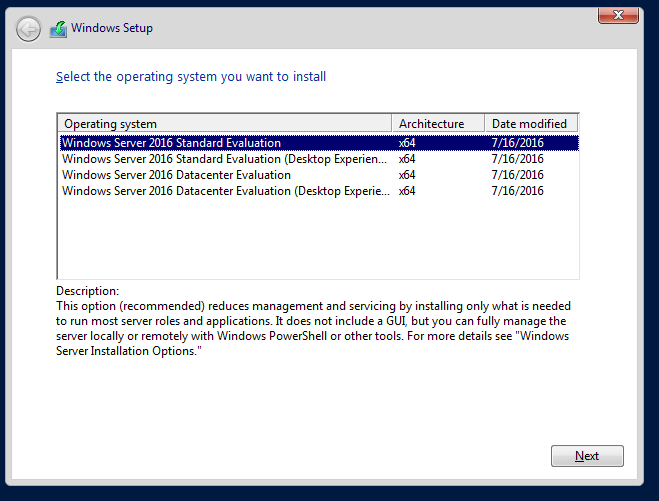 Windows Setup
Select the operating system you want to install
Operating system Architecture Date modified
Windows Server 2016 Standard Evaluation x64 7/16/2016
Windows Server 2016 Standard Evaluation (Desktop Experien... x64 7/16/2016
Windows Server 2016 Datacenter Evaluation x64 7/16/2016
Windows Server 2016 Datacenter Evaluation (Desktop Experie... x64 7/16/2016
Description:
This option (recommended) reduces management and servicing by installing only what is needed
to run most server roles and applications. It does not include a GUI, but you can fully manage the
server locally or remotely with Windows PowerShell or other tools. For more details see "Windows
Server Installation Options."
Next